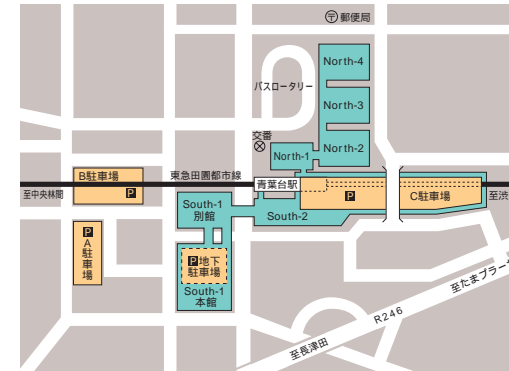 〒郵便局
North-4
バスロータリー
North-3
交番
North-2
North-1
B駐車場
P
東急田園都市線
青葉台駅
P
C駐車場
至中央林間
至渋
South-1
別館
South-2
P
A駐車場
P地下
駐車場
South-1
本館
至たまプラー
R246
至長津田